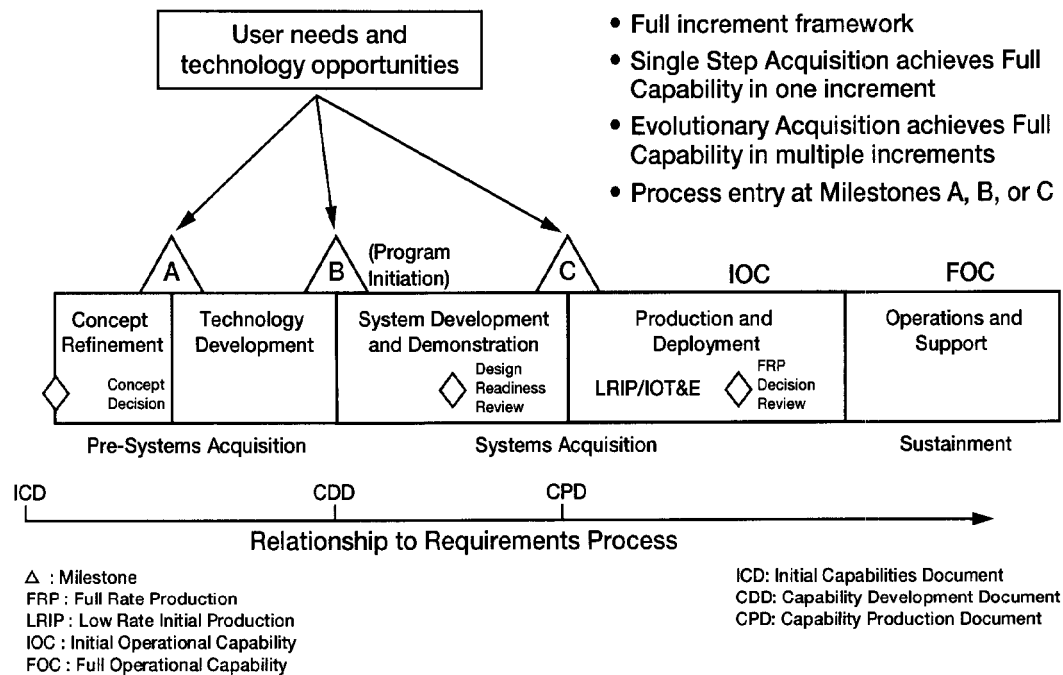 User needs and
technology opportunities
• Full increment framework
• Single Step Acquisition achieves Full
Capability in one increment
• Evolutionary Acquisition achieves Full
Capability in multiple increments
• Process entry at Milestones A, B, or C
A
B
(Program
Initiation)
C
IOC
FOC
Concept
Refinement
Concept
Decision
Technology
Development
System Development
and Demonstration
Design
Readiness
Review
Production and
Deployment
LRIP/IOT&E
FRP
Decision
Review
Operations and
Support
Pre-Systems Acquisition
Systems Acquisition
Sustainment
ICD
CDD
CPD
Relationship to Requirements Process
Δ : Milestone
FRP : Full Rate Production
LRIP : Low Rate Initial Production
IOC : Initial Operational Capability
FOC : Full Operational Capability
ICD: Initial Capabilities Document
CDD: Capability Development Document
CPD: Capability Production Document